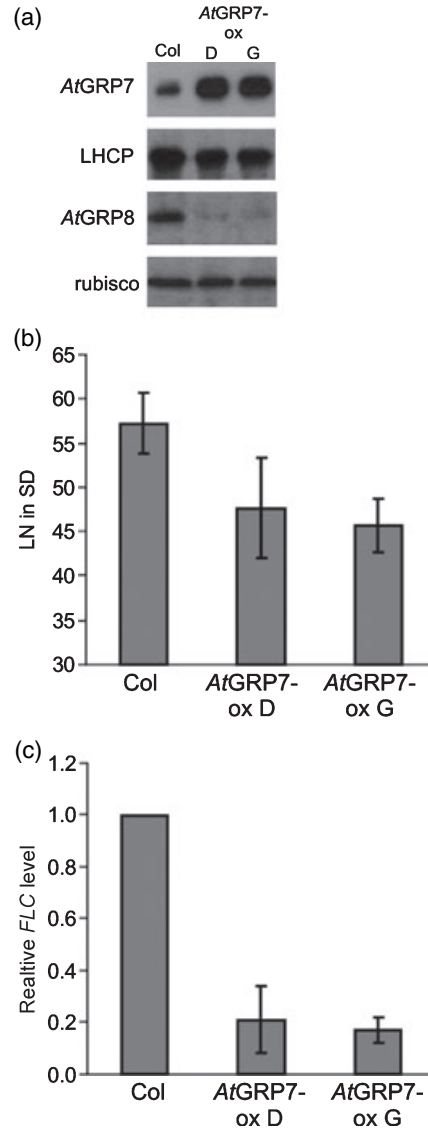 (a)
AtGRP7-
ox
Col D G
AtGRP7
LHCP
AtGRP8
rubisco
(b)
65
60
55
50
45
40
35
30
LN in SD
Col AtGRP7- AtGRP7-
ox D ox G
(c)
1.2
1.0
0.8
0.6
0.4
0.2
0.0
Realtive FLC level
Col AtGRP7- AtGRP7-
ox D ox G